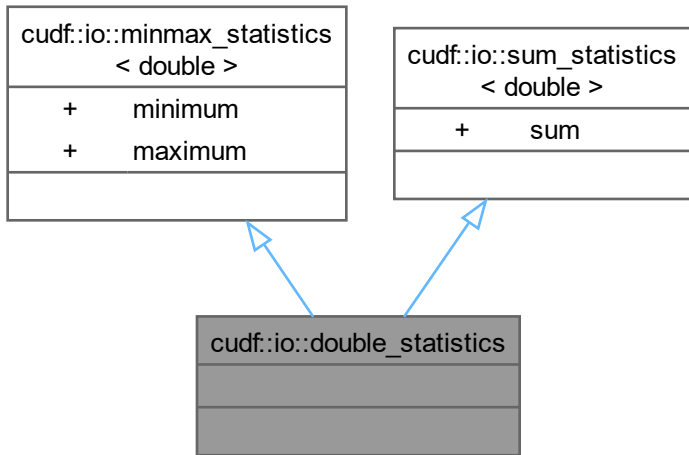 cudf::io::minmax_statistics
< double >
+ minimum
+ maximum
cudf::io::sum_statistics
< double >
+ sum
cudf::io::double_statistics